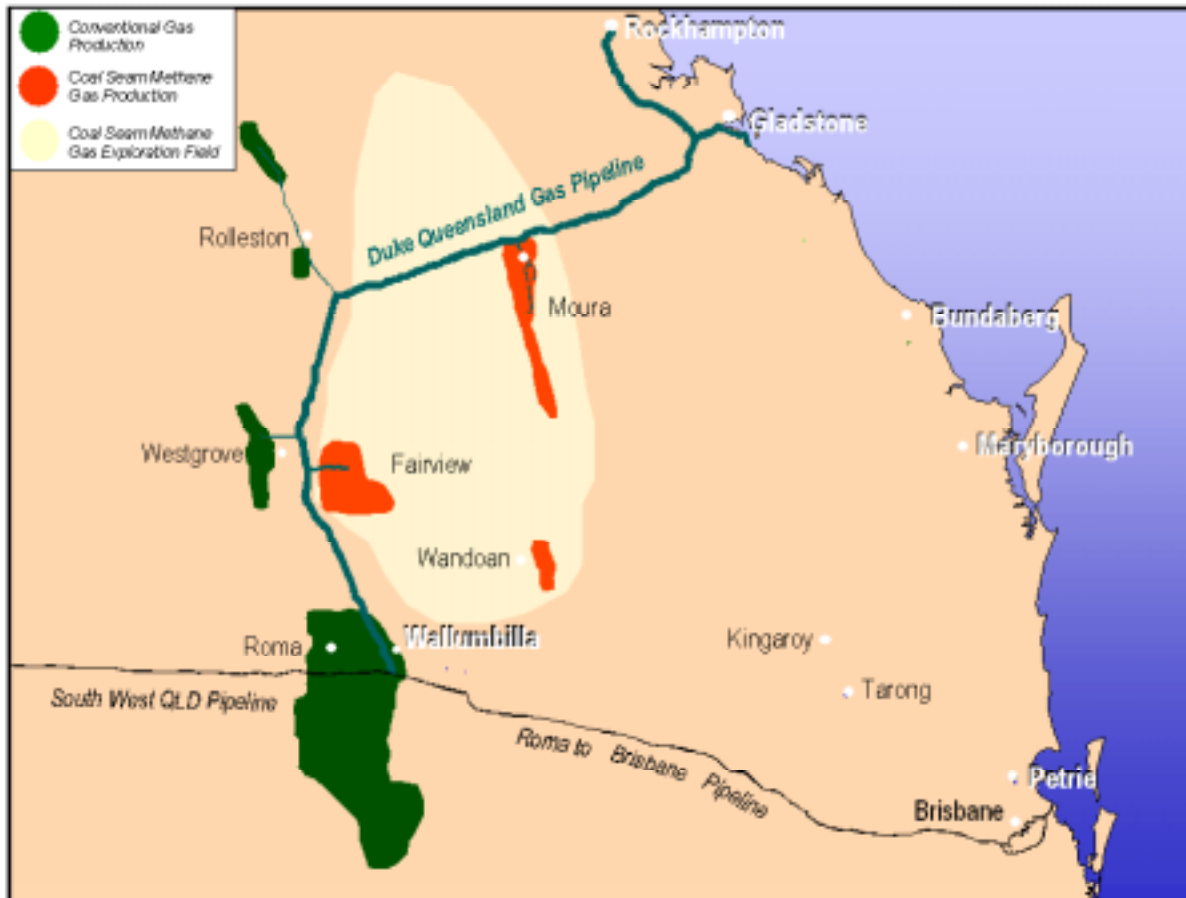 Conventional Gas
Production
Coal Seam Methane
Gas Production
Coal Seam Methane
Gas Exploration Field
Rockhampton
Gladstone
Duke Queensland Gas Pipeline
Rolleston
Moura
Bundaberg
Maryborough
Westgrove
Fairview
Wandoan
Roma
Wallumbilla
Kingaroy
South West QLD Pipeline
Tarong
Roma to Brisbane Pipeline
Petrie
Brisbane